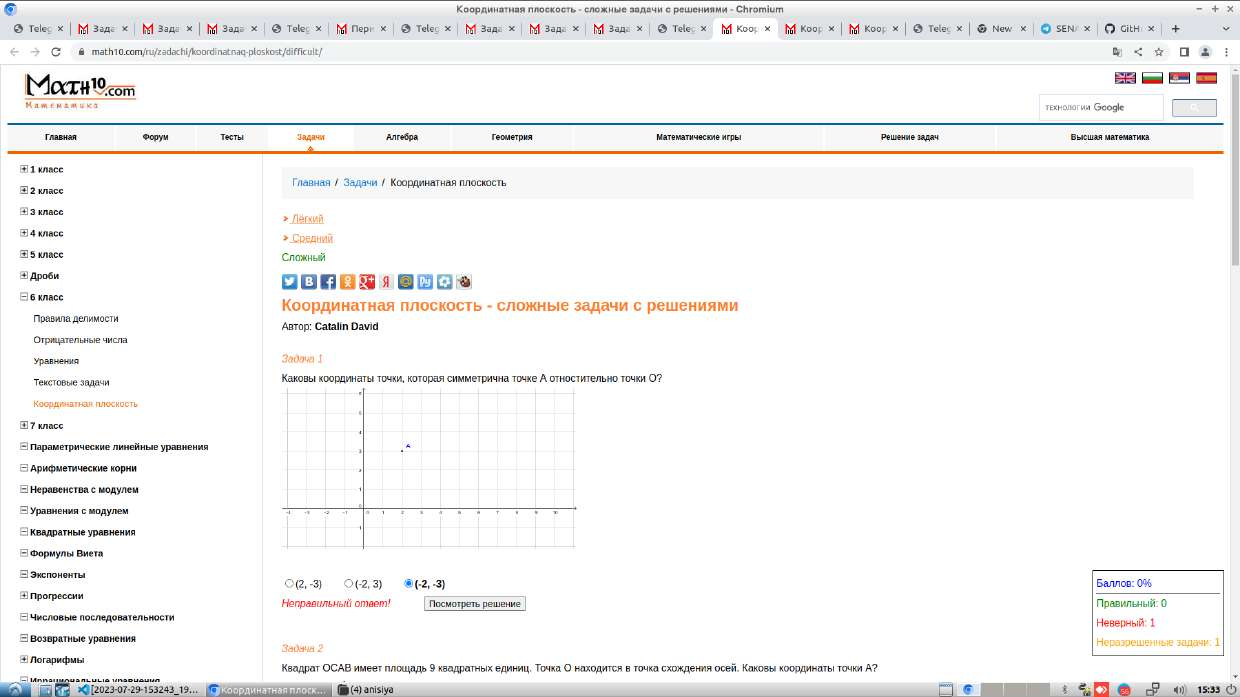 Координатная плоскость - сложные задачи с решениями - Chromium
Teleg
Задач
Задач
Задач
Teleg
Пери
Teleg
Задач
Задач
Задач
Teleg
Коор
Коор
Коор
Teleg
New
SENA
GitH
math10.com/ru/zadachi/koordinatnaq-ploskost/difficult/
Math10.com
Математика
ТЕХНОЛОГИИ Google
Главная
Форум
Тесты
Задачи
Алгебра
Геометрия
Математические игры
Решение задач
Высшая математика
1 класс
2 класс
3 класс
4 класс
5 класс
Дроби
6 класс
Правила делимости
Отрицательные числа
Уравнения
Текстовые задачи
Координатная плоскость
7 класс
Параметрические линейные уравнения
Арифметические корни
Неравенства с модулем
Уравнения с модулем
Квадратные уравнения
Формулы Виета
Экспоненты
Прогрессии
Числовые последовательности
Возвратные уравнения
Логарифмы
Иррациональные уравнения
Главная / Задачи / Координатная плоскость
Лёгкий
Средний
Сложный
Координатная плоскость - сложные задачи с решениями
Автор: Catalin David
Задача 1
Каковы координаты точки, которая симметрична точке A отностительно точки O?
6
5
4
A
3
2
1
0
-4 -3 -2 -1 0 1 2 3 4 5 6 7 8 9 10
-1
(2, -3) (-2, 3) (-2, -3)
Неправильный ответ! Посмотреть решение
Задача 2
Квадрат OCAB имеет площадь 9 квадратных единиц. Точка O находится в точка схождения осей. Каковы координаты точки A?
Баллов: 0%
Правильный: 0
Неверный: 1
Неразрешенные задачи: 1
[2023-07-29-153243_19...
Координатная плоск...
(4) anisiya
56
15:33